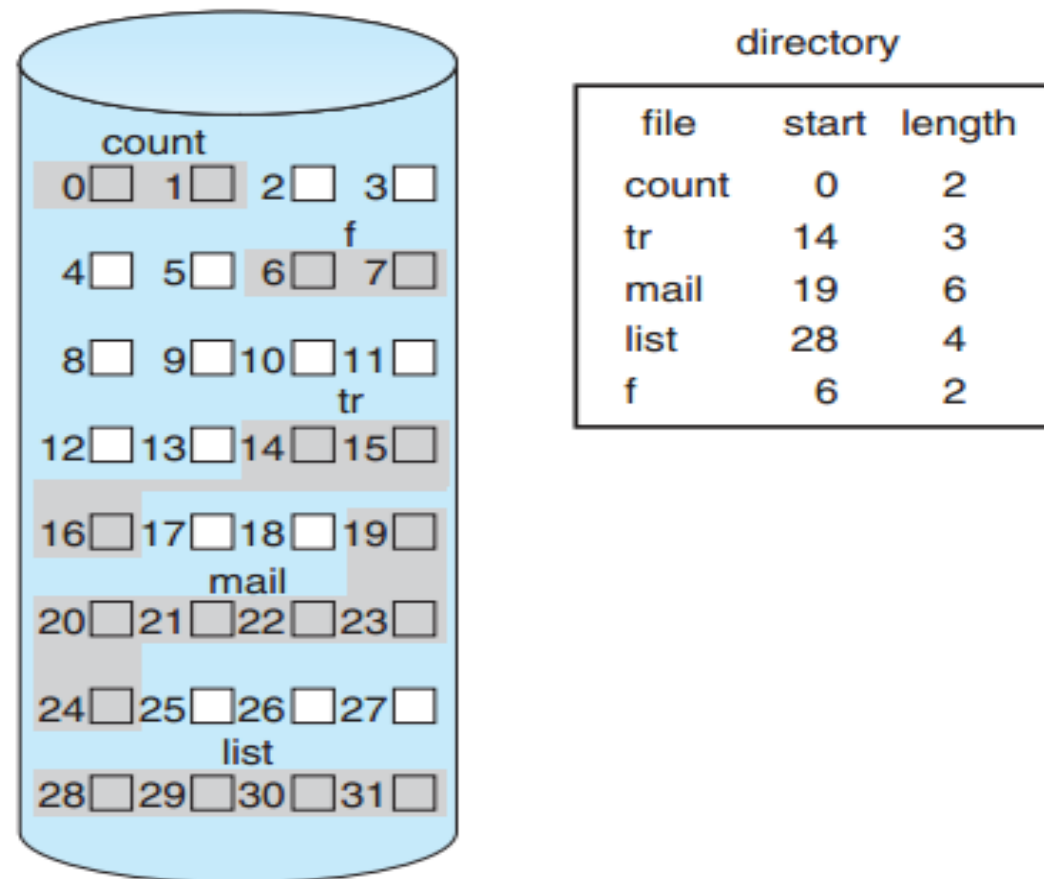 count
0 1 2 3
f
4 5 6 7
8 9 10 11
tr
12 13 14 15
16 17 18 19
mail
20 21 22 23
24 25 26 27
list
28 29 30 31
directory
file start length
count 0 2
tr 14 3
mail 19 6
list 28 4
f 6 2